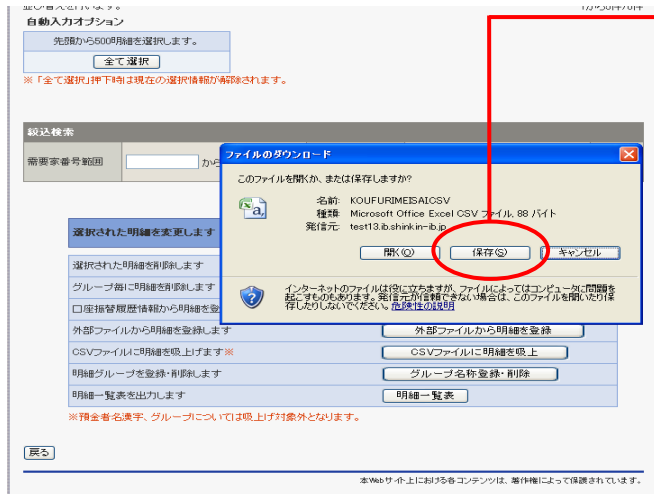 自動入力オプション
先頭から500明細を選択します。
全て選択
※「全て選択」押下時は現在の選択情報が解除されます。
絞込検索
需要家番号範囲
から
ファイルのダウンロード
このファイルを開くか、または保存しますか?
名前: KOUFURIMEISAI.CSV
種類: Microsoft Office Excel CSV ファイル, 88 バイト
発信元: test13.ib.shinkin-ib.jp
開く(O)
保存(S)
キャンセル
インターネットのファイルは役に立ちますが、ファイルによってはコンピュータに問題を
起こすものもあります。発信元が信頼できない場合は、このファイルを開いたり保
存したりしないでください。危険性の説明
選択された明細を変更します
選択された明細を削除します
グループ毎に明細を削除します
口座振替履歴情報から明細を登
外部ファイルから明細を登録します
外部ファイルから明細を登録
CSVファイルに明細を吸上げます※
CSVファイルに明細を吸上
明細グループを登録・削除します
グループ名称登録・削除
明細一覧表を出力します
明細一覧表
※預金者名漢字、グループについては吸上げ対象外となります。
戻る
本Webサイト上における各コンテンツは、著作権によって保護されています。